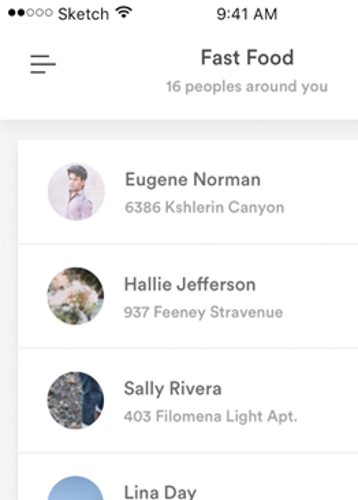 Sketch 9:41 AM
Fast Food
16 peoples around you
Eugene Norman
6386 Kshlerin Canyon
Hallie Jefferson
937 Feeney Stravenue
Sally Rivera
403 Filomena Light Apt.
Lina Day